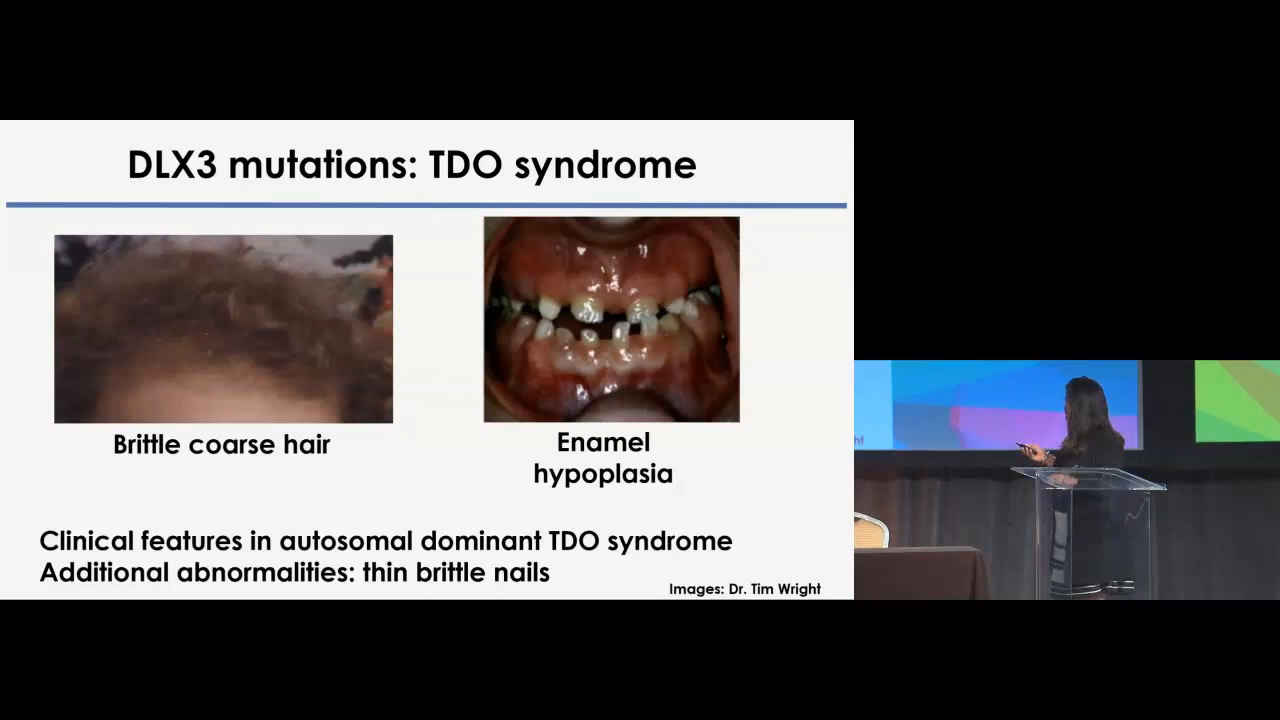 DLX3 mutations: TDO syndrome
Brittle coarse hair
Enamel
hypoplasia
Clinical features in autosomal dominant TDO syndrome
Additional abnormalities: thin brittle nails
Images: Dr. Tim Wright